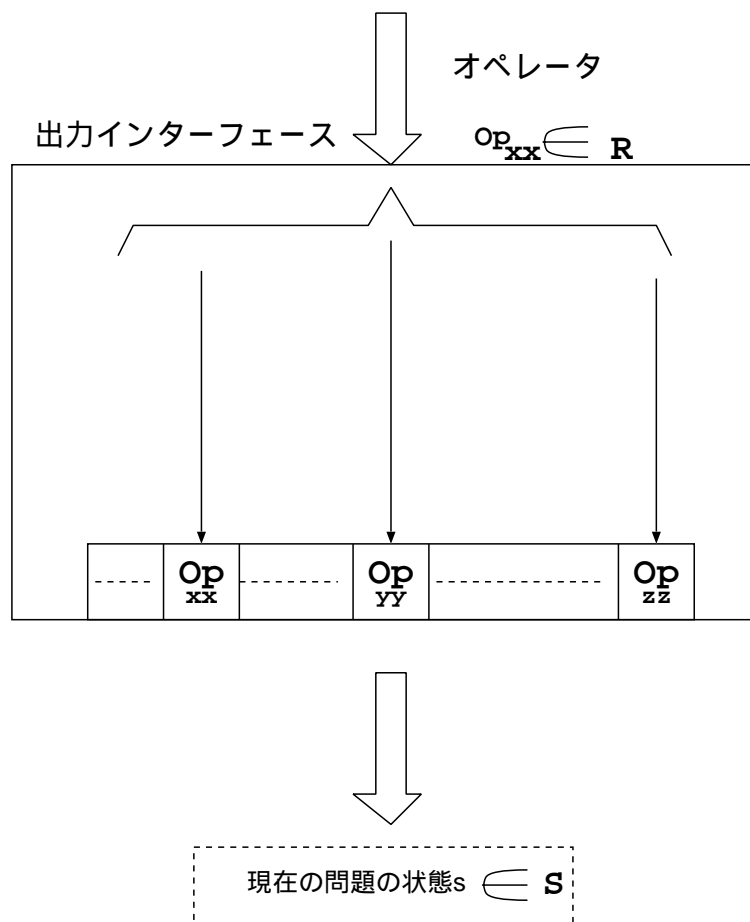 オペレータ
出力インターフェース
Opxx ∈ R
Op xx
Op yy
Op zz
現在の問題の状態s ∈ S